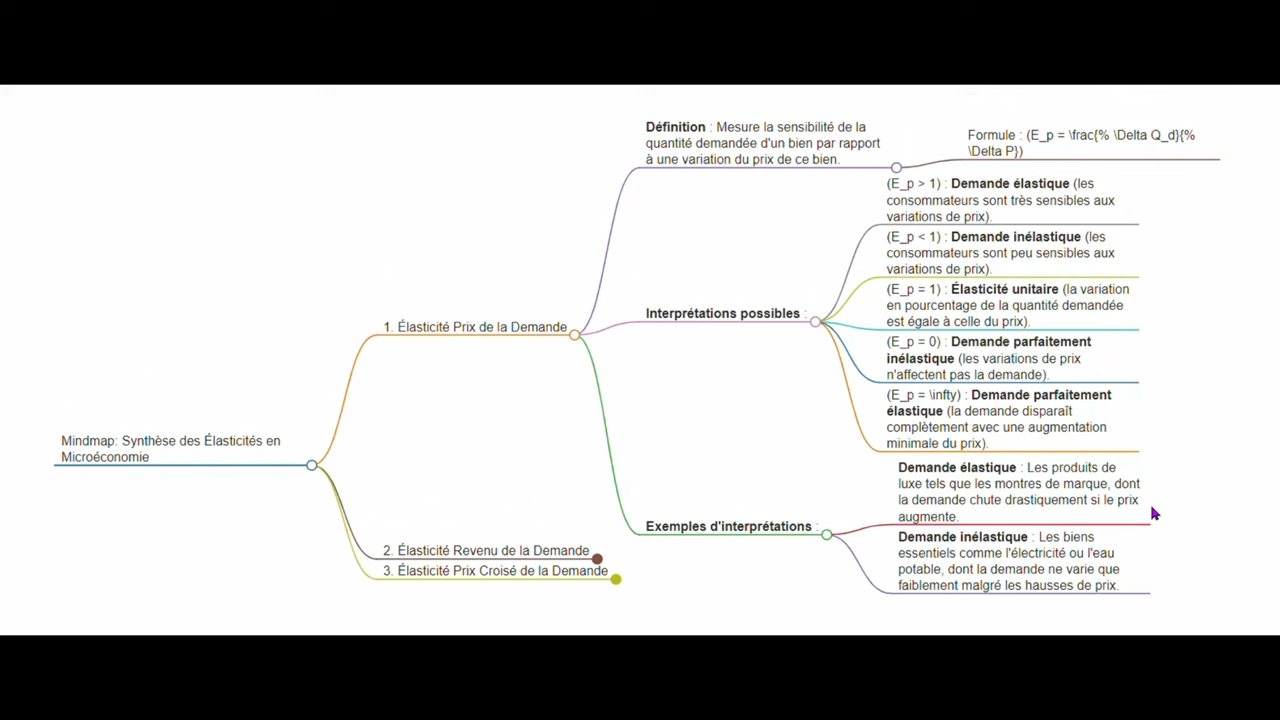 Mindmap: Synthèse des Élasticités en
Microéconomie
1. Élasticité Prix de la Demande
Définition : Mesure la sensibilité de la
quantité demandée d'un bien par rapport
à une variation du prix de ce bien.
Formule : (E_p = \frac{% \Delta Q_d}{%
\Delta P})
Interprétations possibles :
(E_p > 1) : Demande élastique (les
consommateurs sont très sensibles aux
variations de prix).
(E_p < 1) : Demande inélastique (les
consommateurs sont peu sensibles aux
variations de prix).
(E_p = 1) : Élasticité unitaire (la variation
en pourcentage de la quantité demandée
est égale à celle du prix).
(E_p = 0) : Demande parfaitement
inélastique (les variations de prix
n'affectent pas la demande).
(E_p = \infty) : Demande parfaitement
élastique (la demande disparaît
complètement avec une augmentation
minimale du prix).
Exemples d'interprétations :
Demande élastique : Les produits de
luxe tels que les montres de marque, dont
la demande chute drastiquement si le prix
augmente.
Demande inélastique : Les biens
essentiels comme l'électricité ou l'eau
potable, dont la demande ne varie que
faiblement malgré les hausses de prix.
2. Élasticité Revenu de la Demande
3. Élasticité Prix Croisé de la Demande